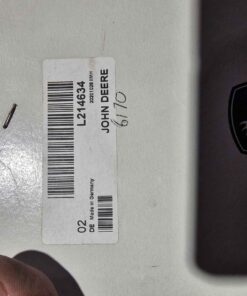 L214634
JOHN DEERE
6170
02
DE Made in Germany